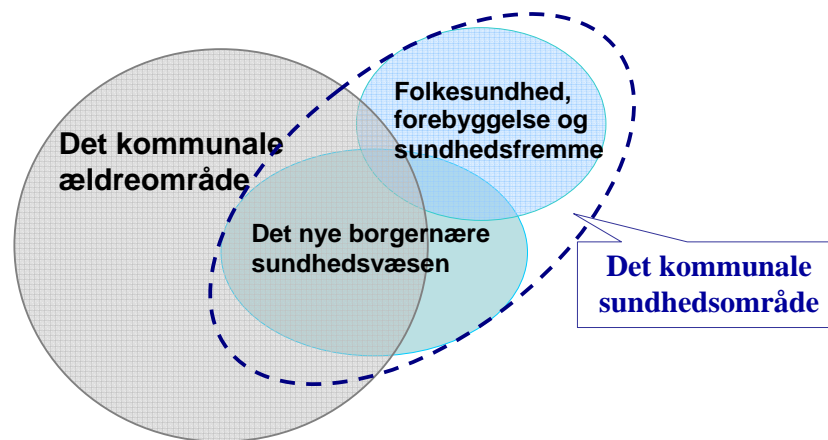 Folkesundhed,
forebyggelse og
sundhedsfremme
Det kommunale
ældreområde
Det nye borgernære
sundhedsvæsen
Det kommunale
sundhedsområde